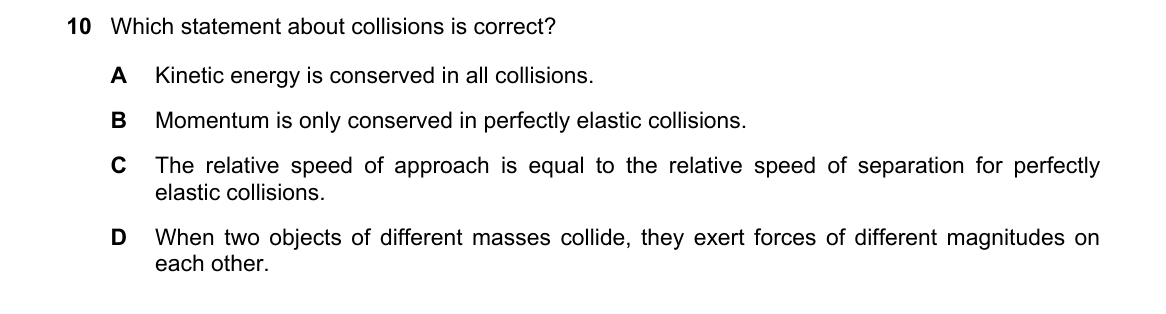 10 Which statement about collisions is correct?
A Kinetic energy is conserved in all collisions.
B Momentum is only conserved in perfectly elastic collisions.
C The relative speed of approach is equal to the relative speed of separation for perfectly
elastic collisions.
D When two objects of different masses collide, they exert forces of different magnitudes on
each other.